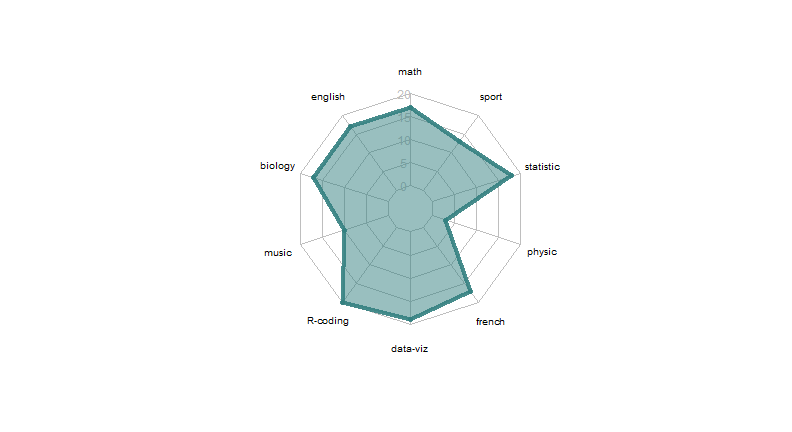 math
english
sport
20
15
10
5
0
biology
statistic
music
physic
R-coding
french
data-viz